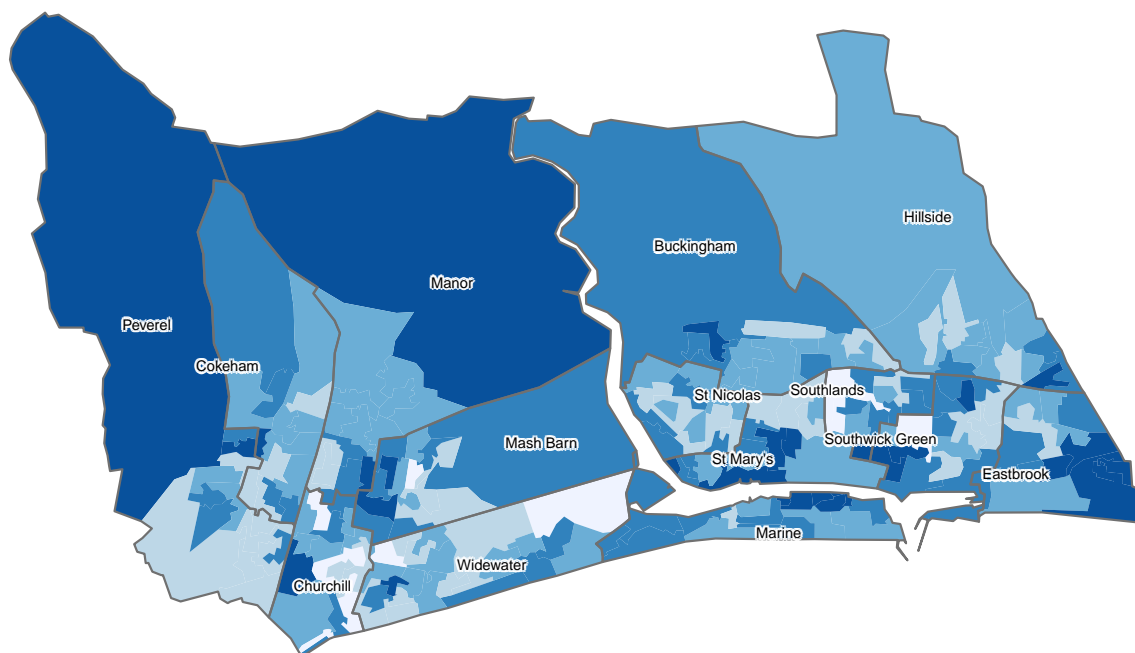 Hillside
Buckingham
Manor
Peverel
Cokeham
St Nicolas
Southlands
Mash Barn
Southwick Green
St Mary's
Eastbrook
Marine
Widewater
Churchill